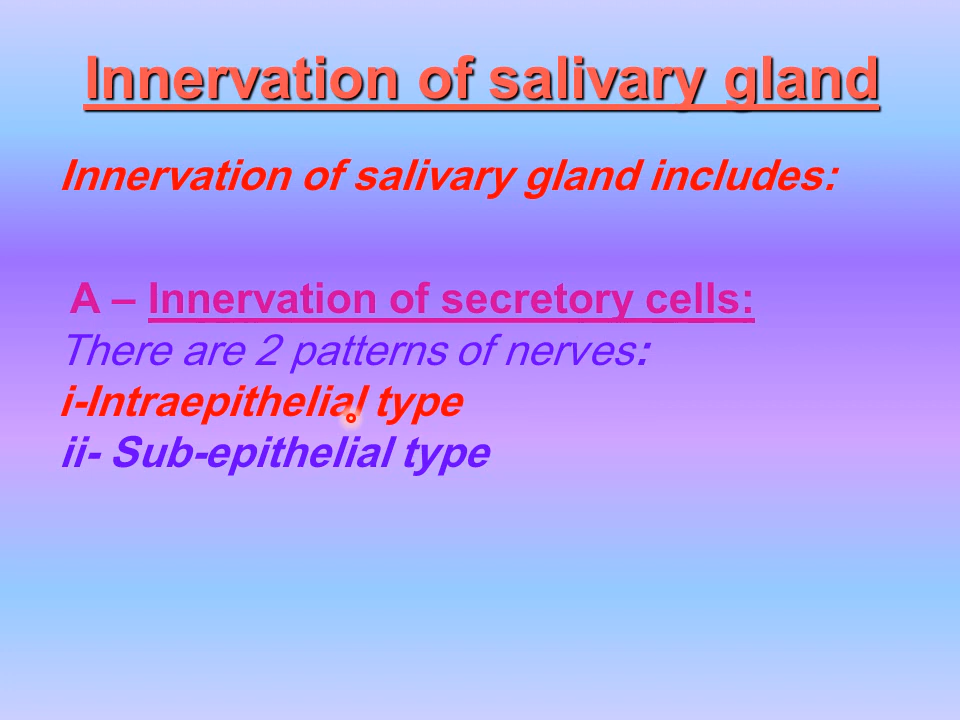 Innervation of salivary gland
Innervation of salivary gland includes:
A – Innervation of secretory cells:
There are 2 patterns of nerves:
i-Intraepithelial type
ii- Sub-epithelial type